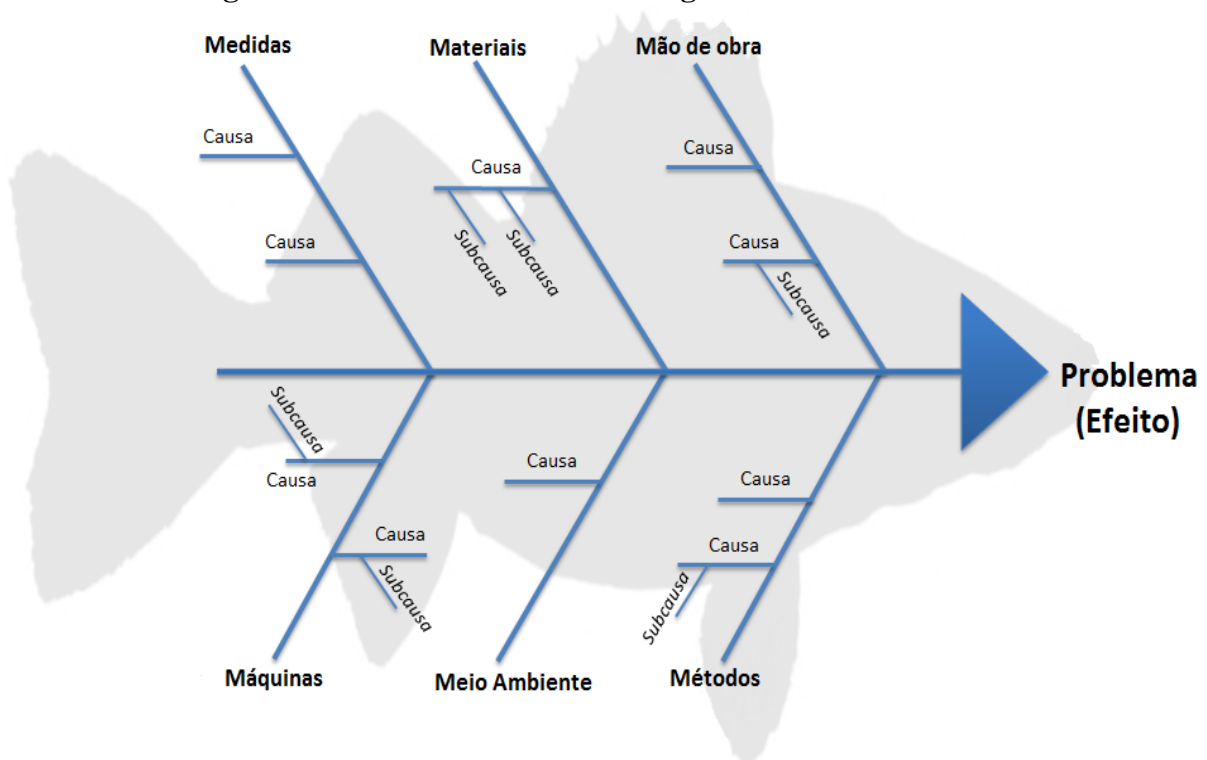 Medidas
Materiais
Mão de obra
Causa
Causa
Causa
Causa
Causa
Subcausa
Subcausa
Subcausa
Problema
(Efeito)
Subcausa
Causa
Causa
Causa
Causa
Causa
Subcausa
Subcausa
Máquinas
Meio Ambiente
Métodos